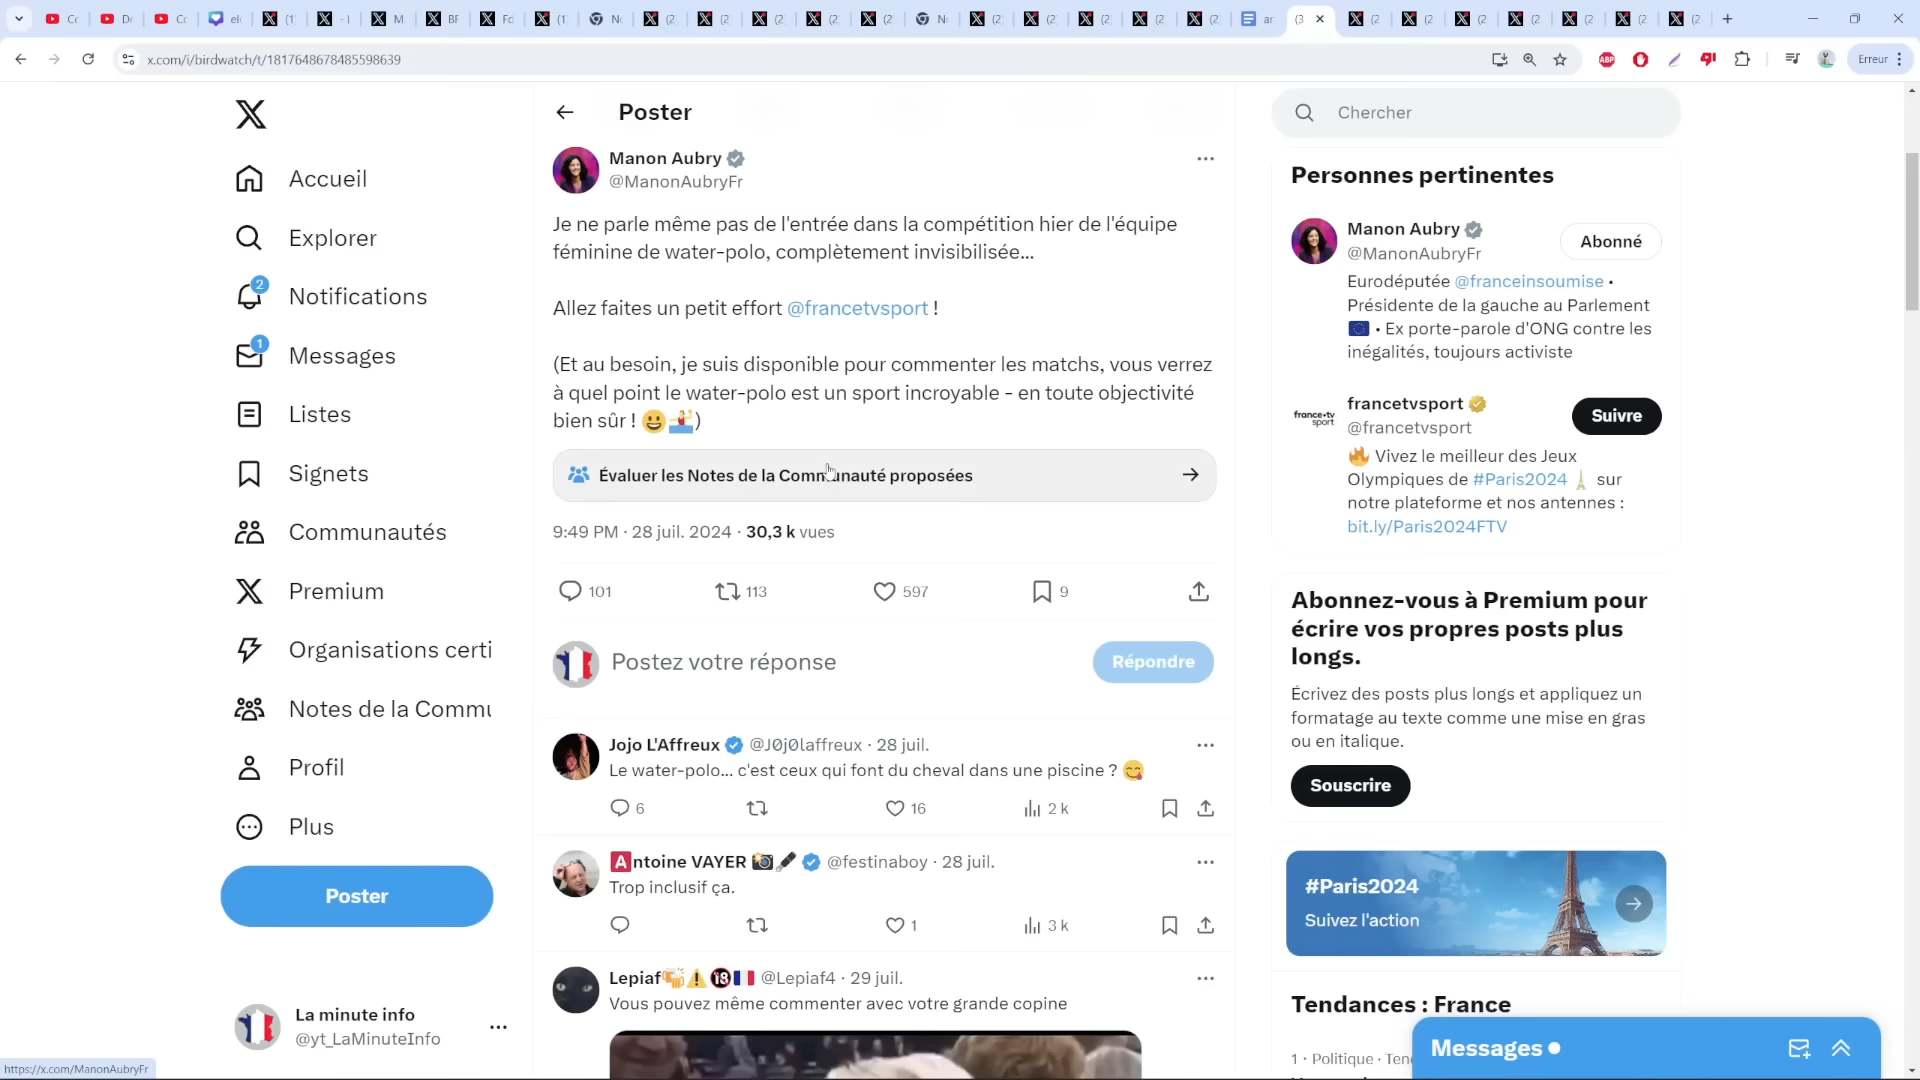 x.com/i/birdwatch/t/1817648678485598639
Erreur
Accueil
Explorer
2
Notifications
1
Messages
Listes
Signets
Communautés
Premium
Organisations certi
Notes de la Commu
Profil
Plus
Poster
La minute info
@yt_LaMinuteInfo
https://x.com/ManonAubryFr
Poster
Manon Aubry
@ManonAubryFr
Je ne parle même pas de l'entrée dans la compétition hier de l'équipe
féminine de water-polo, complètement invisibilisée...
Allez faites un petit effort @francetvsport !
(Et au besoin, je suis disponible pour commenter les matchs, vous verrez
à quel point le water-polo est un sport incroyable - en toute objectivité
bien sûr ! 😀🤽‍♀️)
Évaluer les Notes de la Communauté proposées
9:49 PM · 28 juil. 2024 · 30,3 k vues
101 113 597 9
Postez votre réponse
Répondre
Jojo L'Affreux @J0j0laffreux · 28 juil.
Le water-polo... c'est ceux qui font du cheval dans une piscine ? 😋
6 16 2 k
🅰ntoine VAYER 📸🖋 @festinaboy · 28 juil.
Trop inclusif ça.
1 3 k
Lepiaf🍻⚠️🔞🇫🇷 @Lepiaf4 · 29 juil.
Vous pouvez même commenter avec votre grande copine
Chercher
Personnes pertinentes
Manon Aubry
@ManonAubryFr
Abonné
Eurodéputée @franceinsoumise •
Présidente de la gauche au Parlement
🇪🇺 • Ex porte-parole d'ONG contre les
inégalités, toujours activiste
france•tv
sport
francetvsport
@francetvsport
Suivre
🔥 Vivez le meilleur des Jeux
Olympiques de #Paris2024 🗼 sur
notre plateforme et nos antennes :
bit.ly/Paris2024FTV
Abonnez-vous à Premium pour
écrire vos propres posts plus
longs.
Écrivez des posts plus longs et appliquez un
formatage au texte comme une mise en gras
ou en italique.
Souscrire
#Paris2024
Suivez l'action
Tendances : France
1 · Politique · Ten
Messages